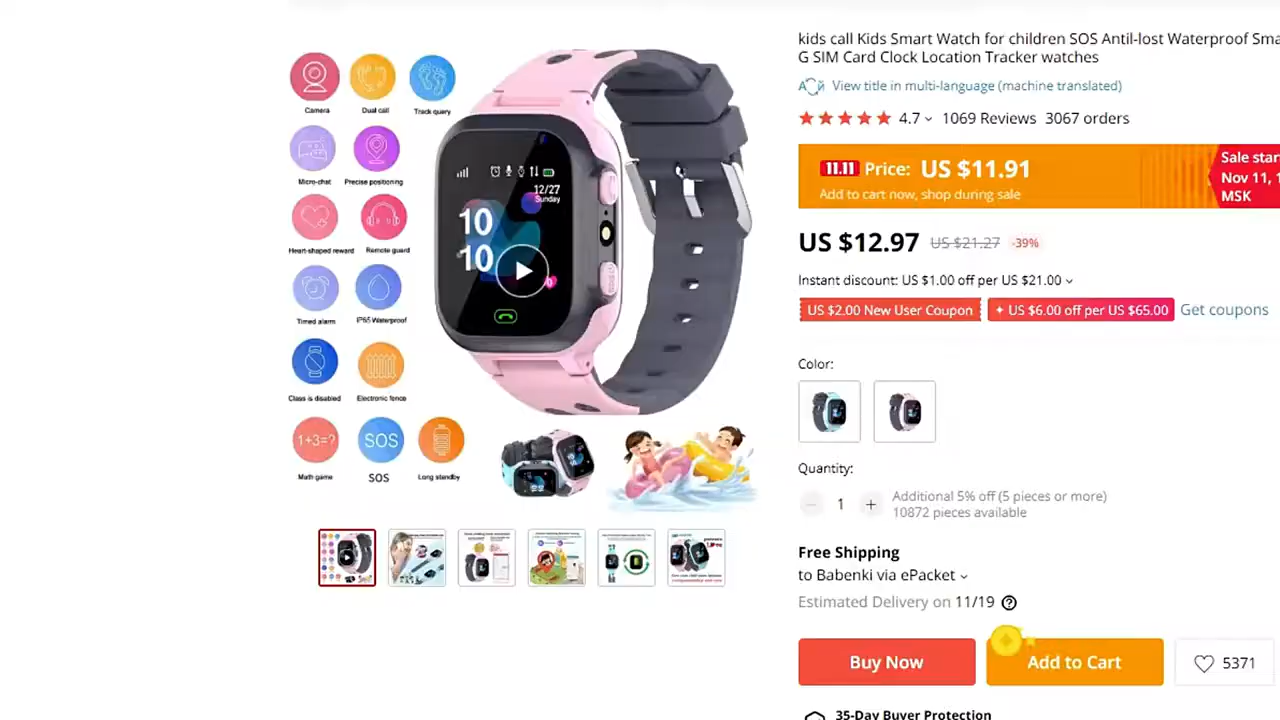 kids call Kids Smart Watch for children SOS Antil-lost Waterproof Sma
G SIM Card Clock Location Tracker watches
View title in multi-language (machine translated)
4.7 1069 Reviews 3067 orders
11.11 Price: US $11.91
Add to cart now, shop during sale
Sale star
Nov 11, 1
MSK
US $12.97 US $21.27 -39%
Instant discount: US $1.00 off per US $21.00
US $2.00 New User Coupon US $6.00 off per US $65.00 Get coupons
Color:
Quantity:
1
Additional 5% off (5 pieces or more)
10872 pieces available
Free Shipping
to Babenki via ePacket
Estimated Delivery on 11/19
Buy Now Add to Cart 5371
35-Day Buyer Protection
Camera Dual call Track query
Micro-chat Precise positioning
Heart-shaped reward Remote guard
Timed alarm IP65 Waterproof
Class is disabled Electronic fence
1+3=? SOS
Math game SOS Long standby
12/27
Sunday
10
10